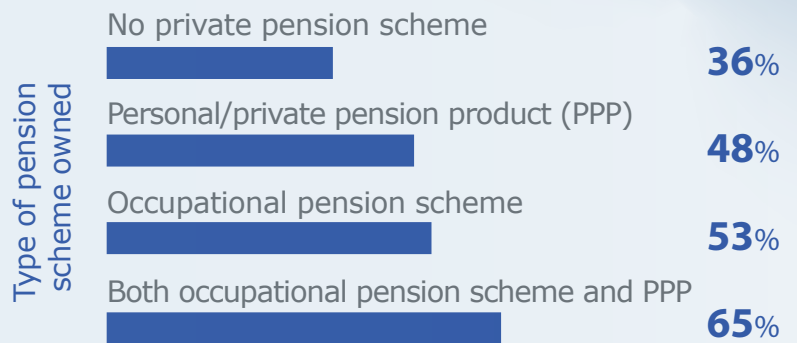 Type of pension
scheme owned
No private pension scheme
36%
Personal/private pension product (PPP)
48%
Occupational pension scheme
53%
Both occupational pension scheme and PPP
65%